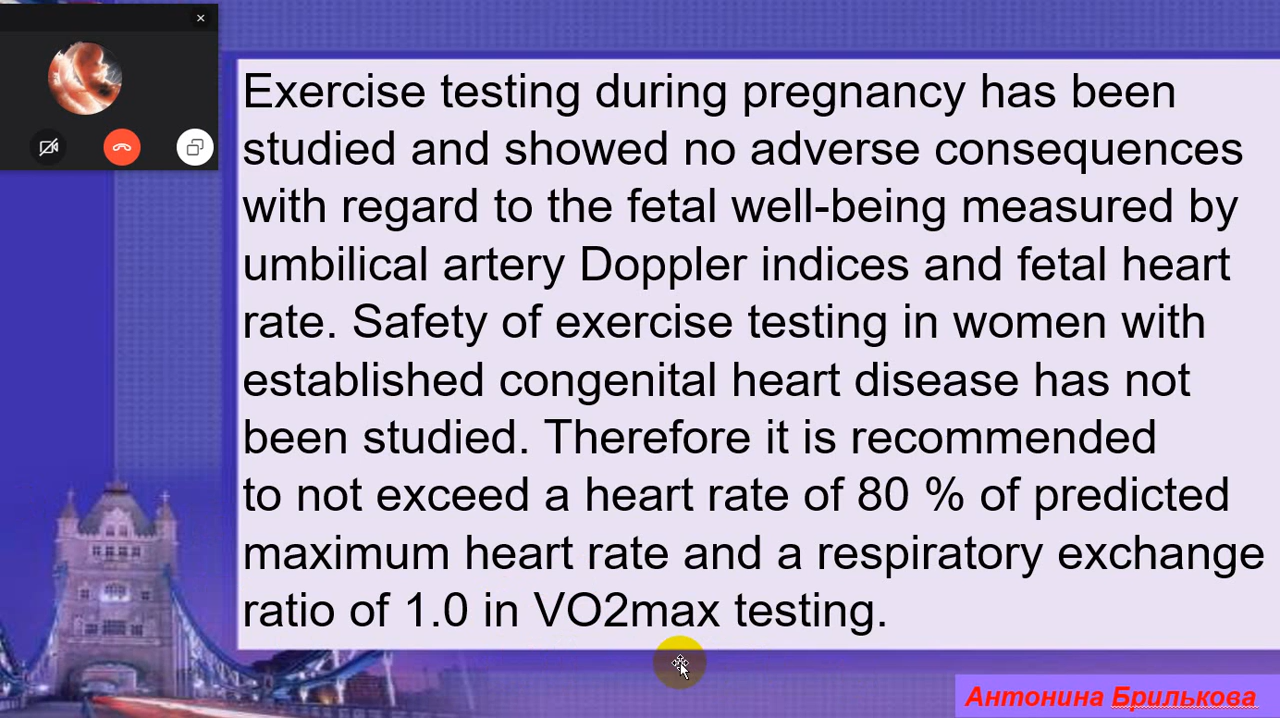 Exercise testing during pregnancy has been
studied and showed no adverse consequences
with regard to the fetal well-being measured by
umbilical artery Doppler indices and fetal heart
rate. Safety of exercise testing in women with
established congenital heart disease has not
been studied. Therefore it is recommended
to not exceed a heart rate of 80 % of predicted
maximum heart rate and a respiratory exchange
ratio of 1.0 in VO2max testing.
Антонина Брилькова